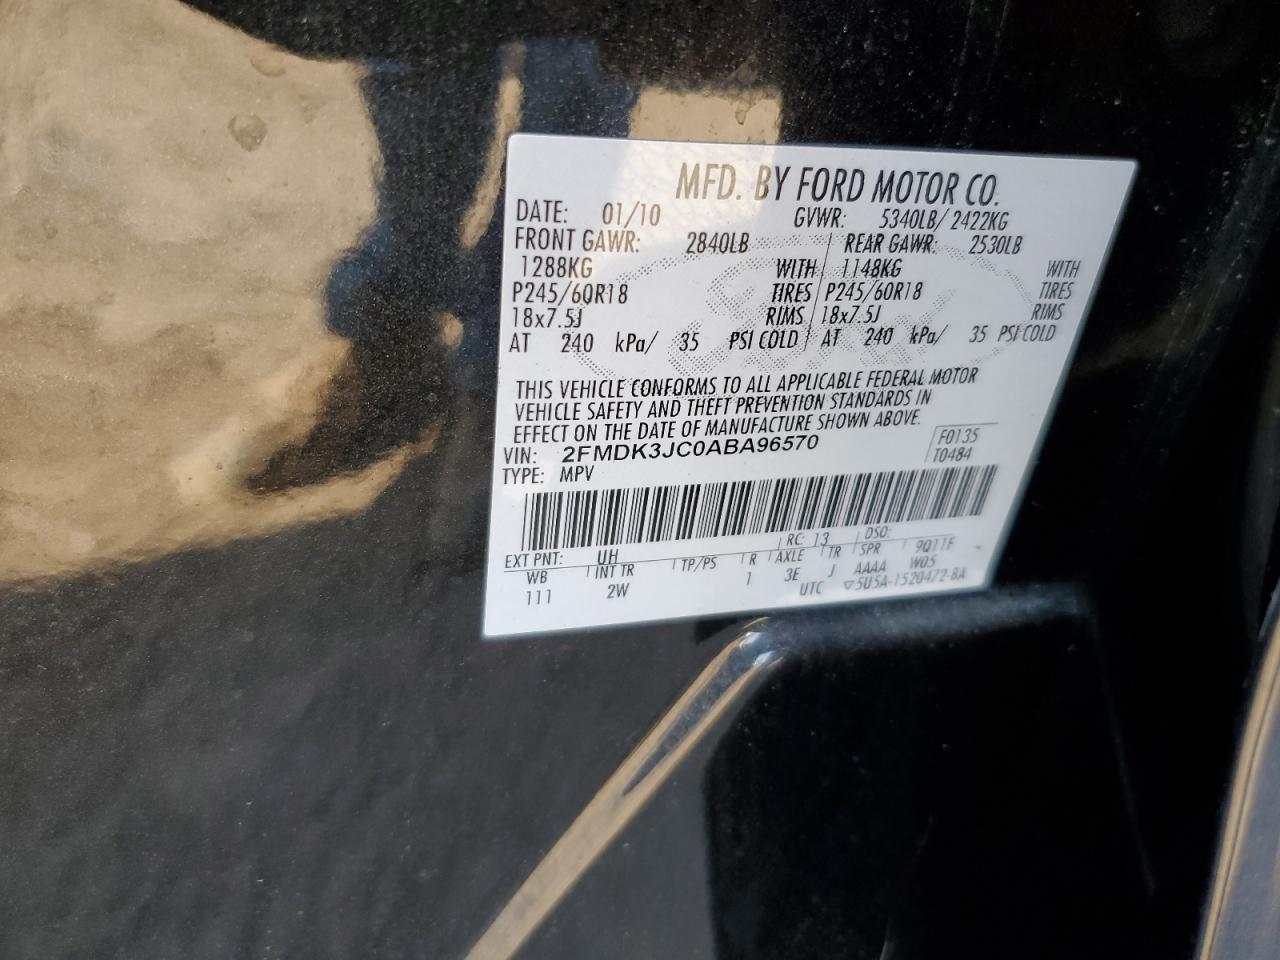 MFD. BY FORD MOTOR CO.
DATE: 01/10 GVWR: 5340LB/ 2422KG
FRONT GAWR: 2840LB REAR GAWR: 2530LB
1288KG WITH 1148KG WITH
P245/60R18 TIRES P245/60R18 TIRES
18x7.5J RIMS 18x7.5J RIMS
AT 240 kPa/ 35 PSI COLD AT 240 kPa/ 35 PSI COLD
THIS VEHICLE CONFORMS TO ALL APPLICABLE FEDERAL MOTOR
VEHICLE SAFETY AND THEFT PREVENTION STANDARDS IN
EFFECT ON THE DATE OF MANUFACTURE SHOWN ABOVE.
F0135
VIN: 2FMDK3JC0ABA96570
T0484
TYPE: MPV
EXT PNT: UH RC: 13 DSO:
WB INT TR TP/PS R AXLE TR SPR 9Q11F
111 2W 1 3E J AAAA W05
UTC ▽5U5A-1520472-BA